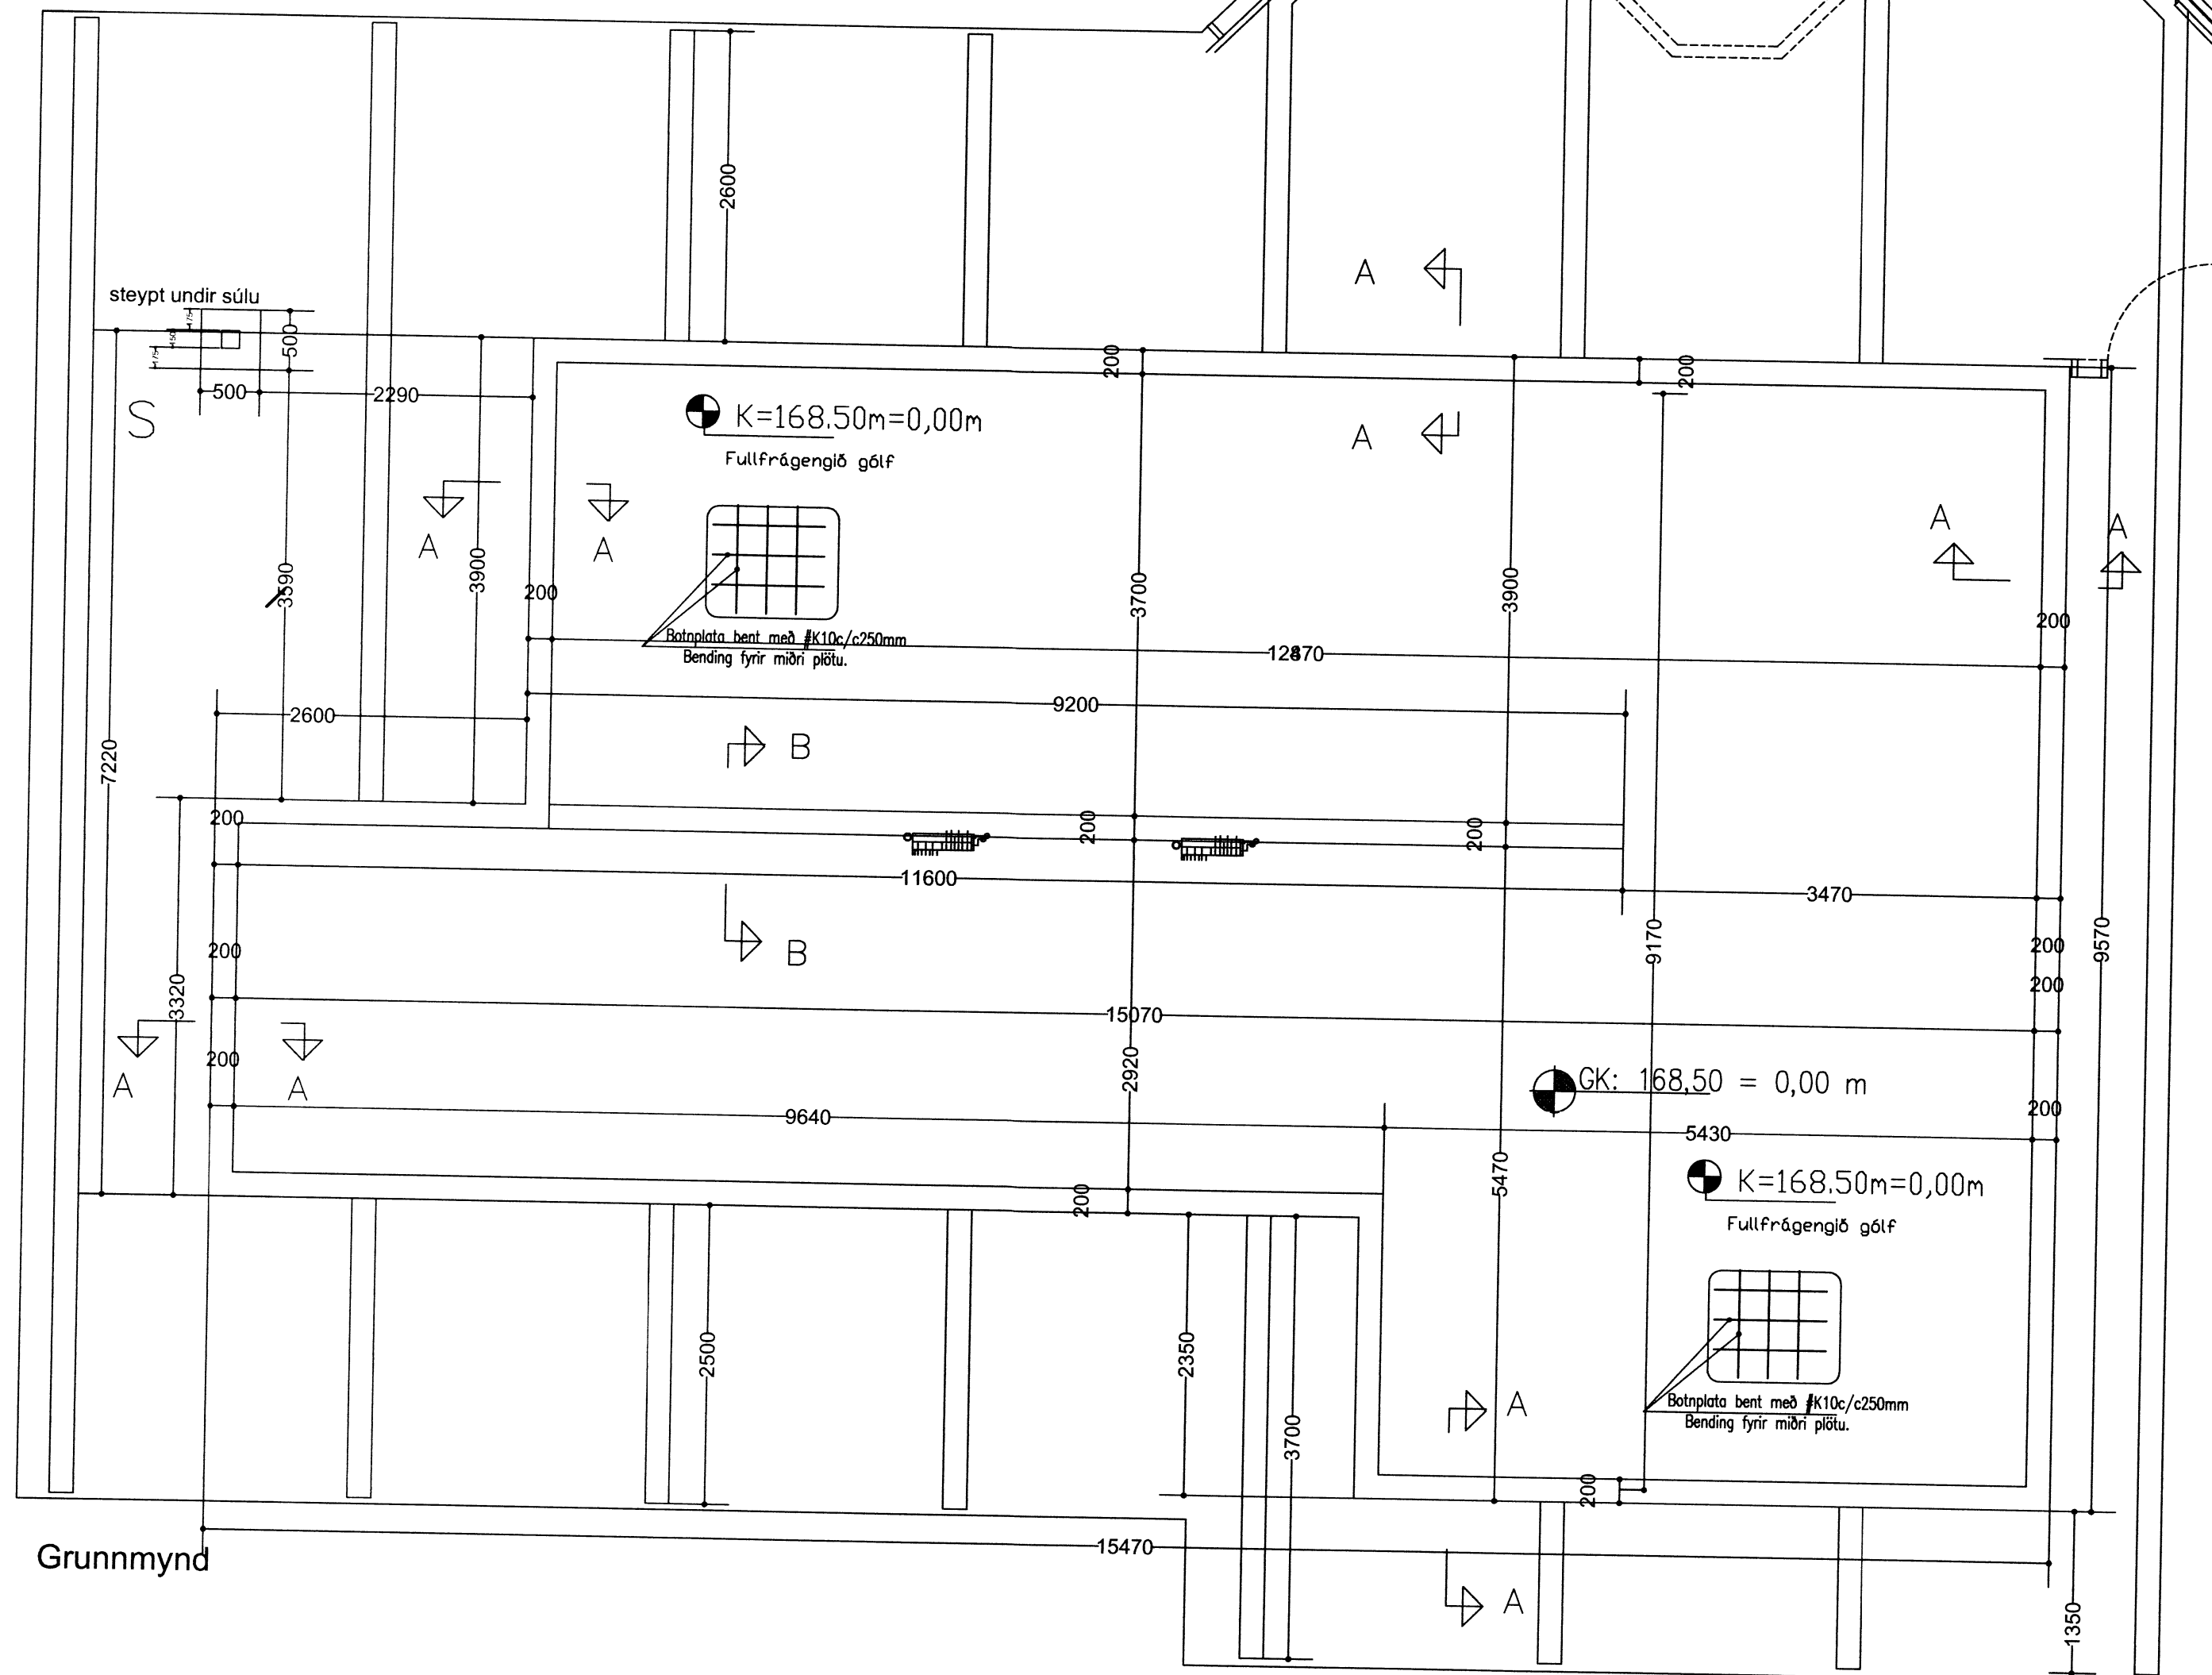 2600
A
steypt undir súlu
175
150
175
500
200
200
500
2290
S
K=168.50m=0,00m
A
Fullfrágengið gólf
A
A
A
A
3590
3900
200
3700
3900
200
Botnplata bent með #K10c/c250mm
Bending fyrir miðri plötu.
9200
2600
7220
B
200
200
200
11600
3470
200
B
9170
200
9570
3320
200
15070
200
2920
A
A
9640
GK: 168,50 = 0,00 m
200
5430
5470
K=168.50m=0,00m
200
Fullfrágengið gólf
2500
2350
Botnplata bent með #K10c/c250mm
Bending fyrir miðri plötu.
A
3700
200
15470
Grunnmynd
A
1350